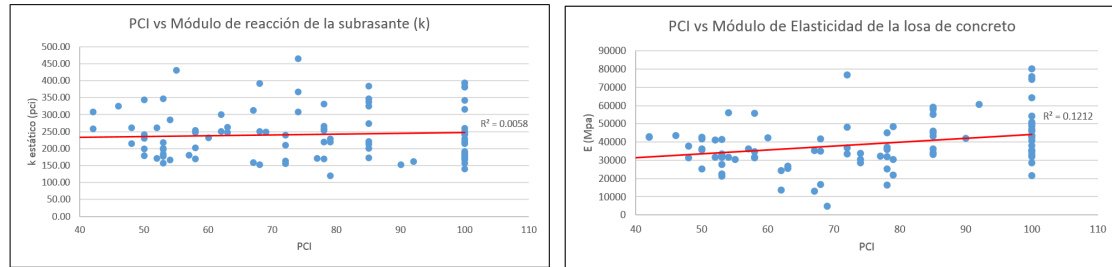 PCI vs Módulo de reacción de la subrasante (k)
500.00
450.00
400.00
350.00
300.00
250.00
200.00
150.00
100.00
50.00
0.00
k estático (pci)
R² = 0.0058
40 50 60 70 80 90 100
PCI
PCI vs Módulo de Elasticidad de la losa de concreto
90000
80000
70000
60000
50000
40000
30000
20000
10000
0
E (Mpa)
R² = 0.1212
40 50 60 70 80 90 100 110
PCI